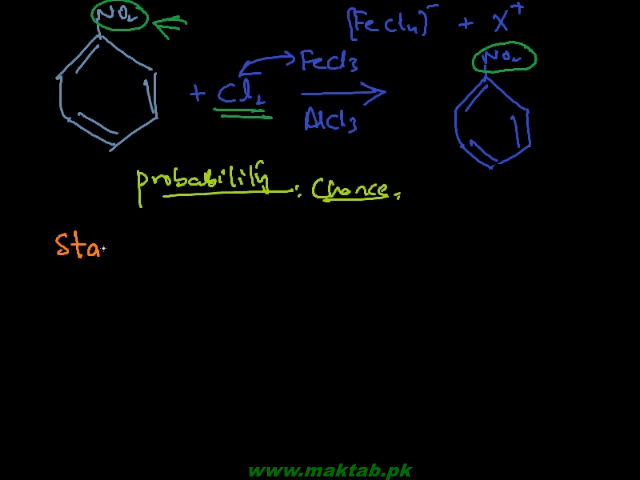 [FeCl4]⁻ + X⁺
NO2 NO2
+ Cl2 FeCl3
AlCl3
probability. Chance.
Sta
www.maktab.pk